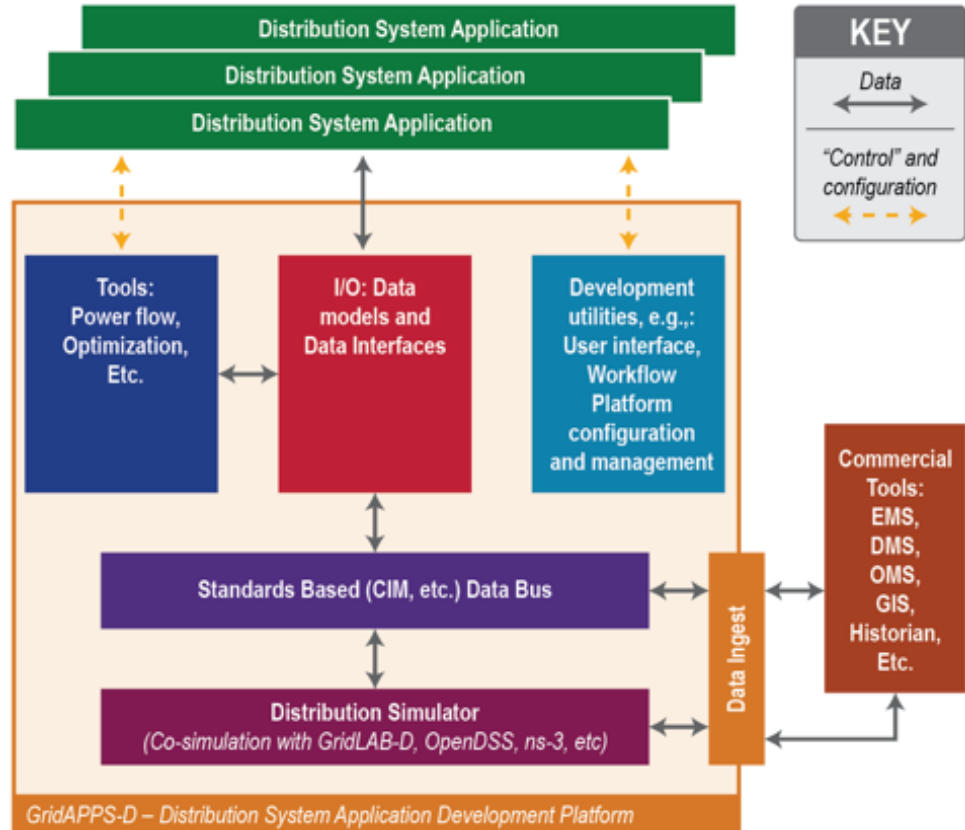 Distribution System Application
Distribution System Application
Distribution System Application
KEY
Data
“Control” and
configuration
Tools:
Power flow,
Optimization,
Etc.
I/O: Data
models and
Data Interfaces
Development
utilities, e.g.,:
User interface,
Workflow
Platform
configuration
and management
Commercial
Tools:
EMS,
DMS,
OMS,
GIS,
Historian,
Etc.
Standards Based (CIM, etc.) Data Bus
Data Ingest
Distribution Simulator
(Co-simulation with GridLAB-D, OpenDSS, ns-3, etc)
GridAPPS-D – Distribution System Application Development Platform